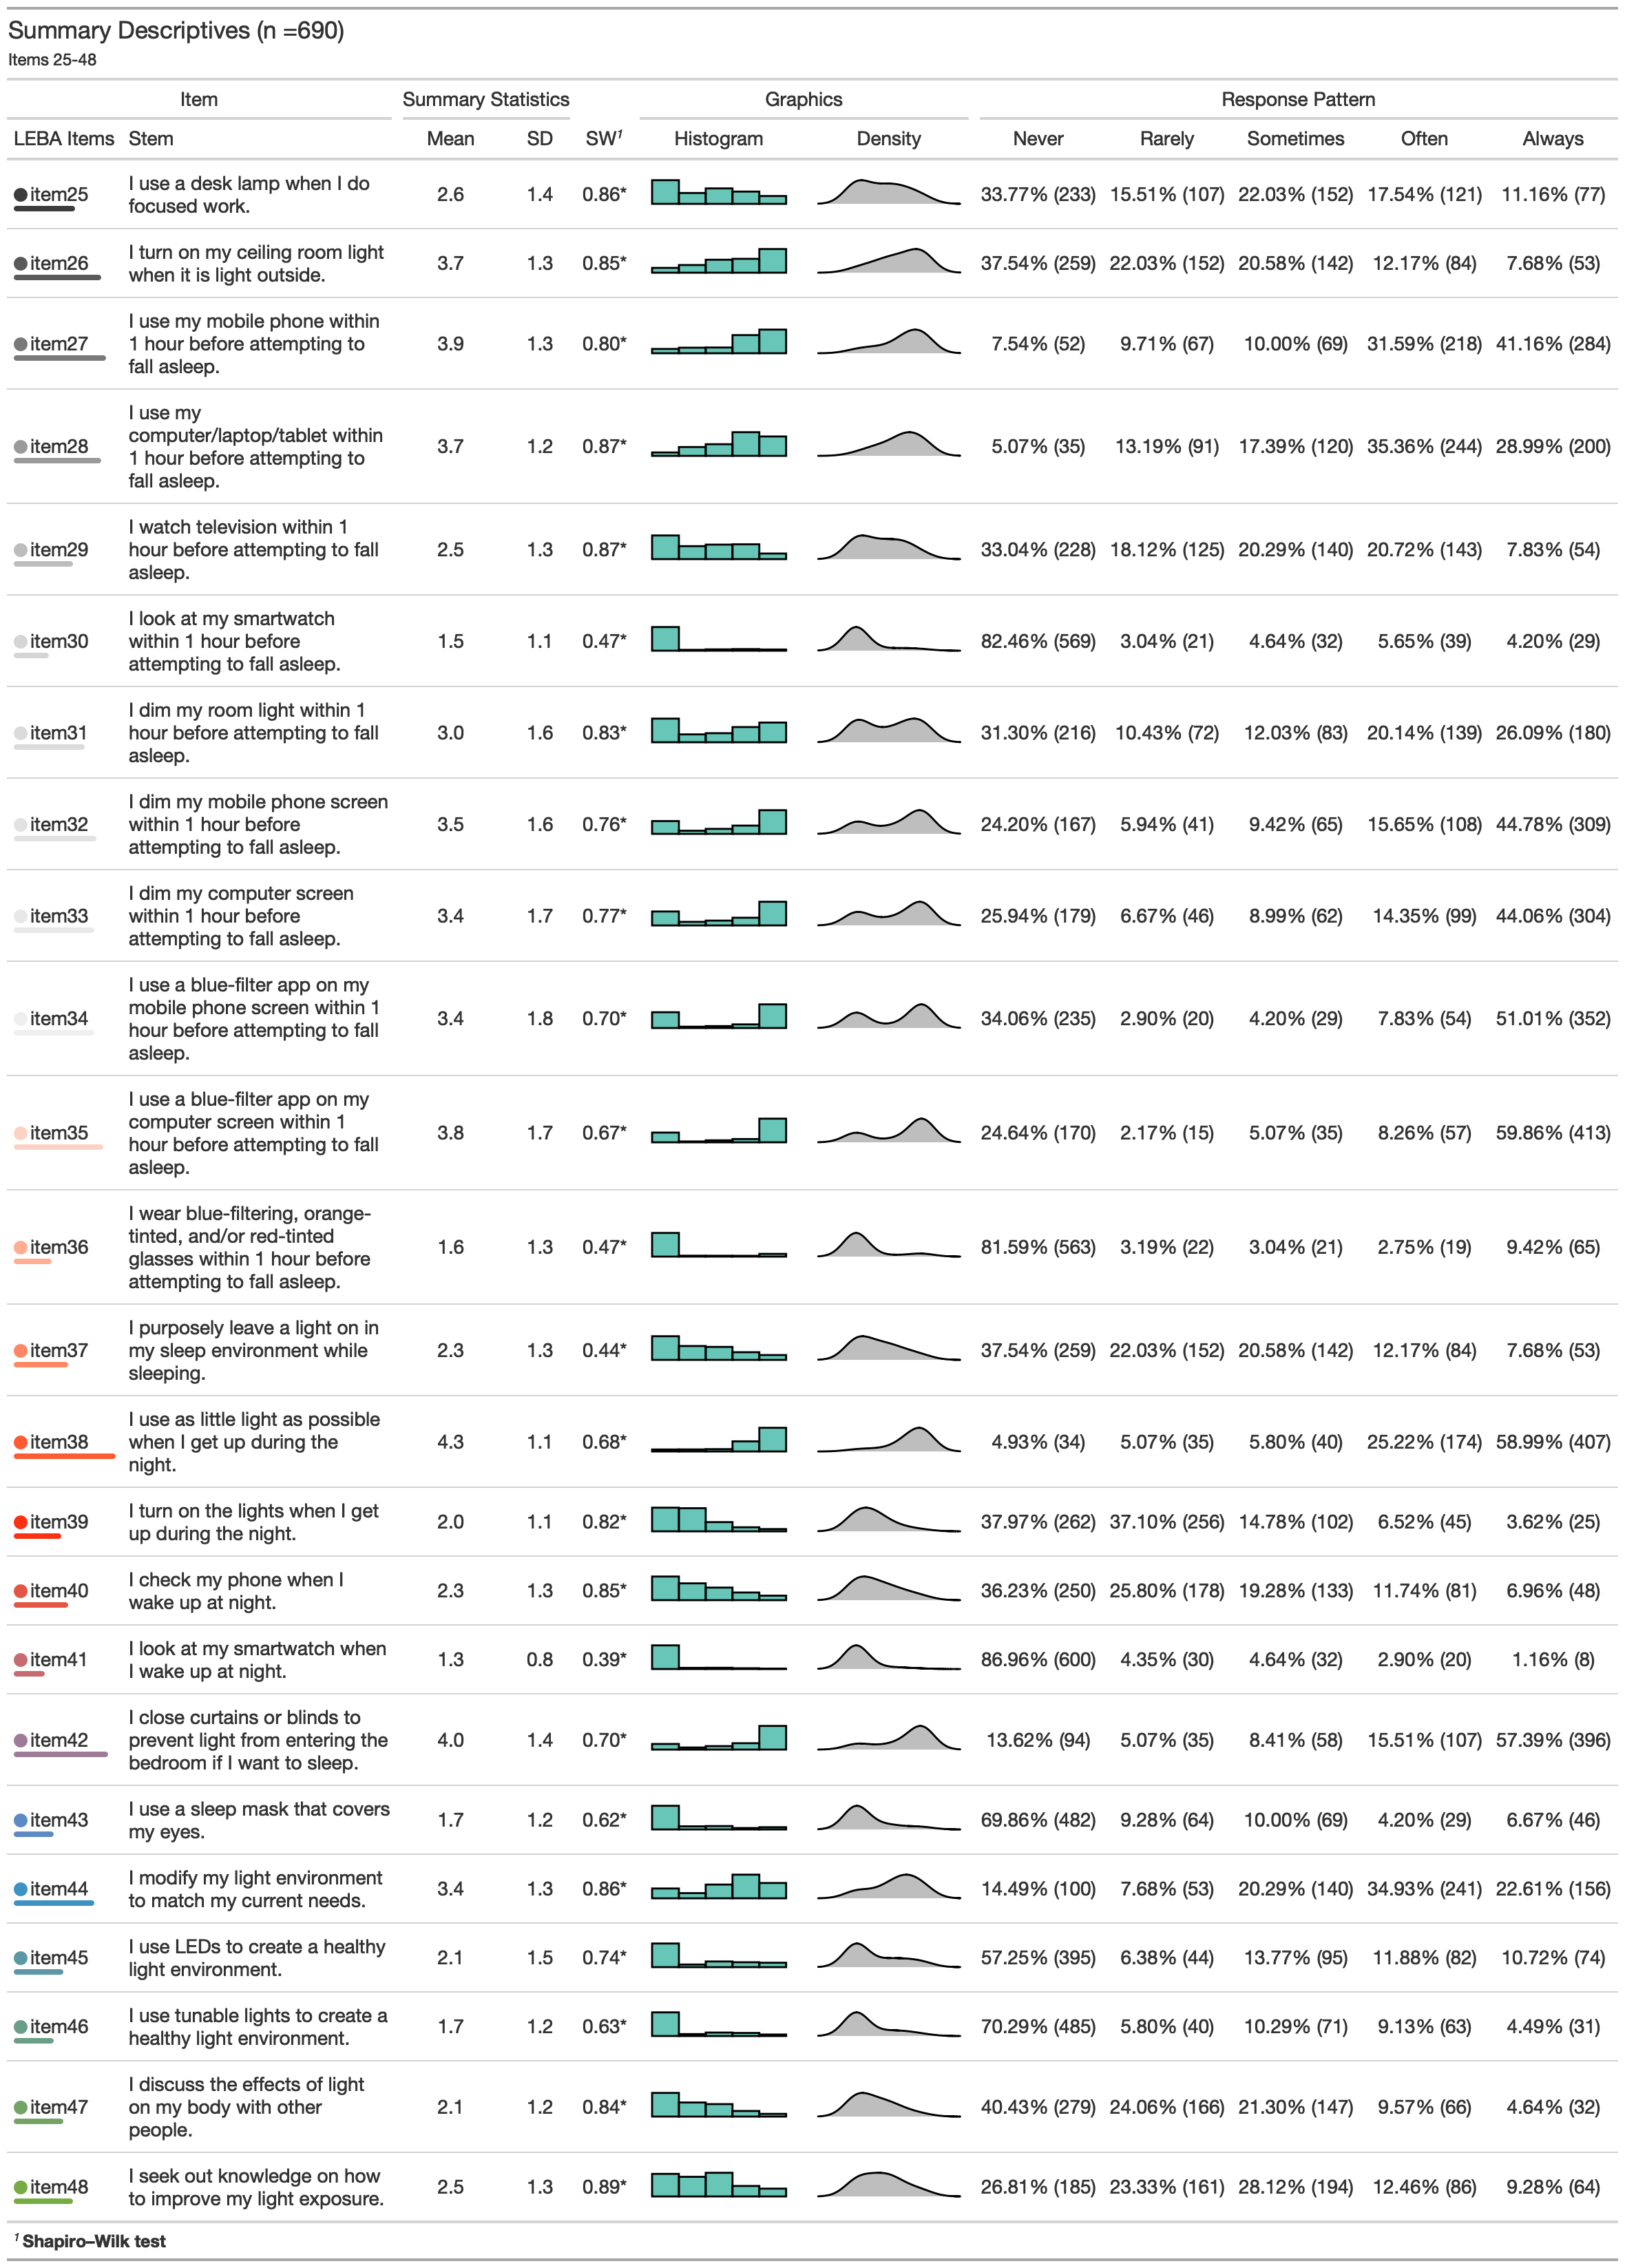 Summary Descriptives (n =690)
Items 25-48
Item Summary Statistics Graphics Response Pattern
LEBA Items Stem Mean SD SW¹ Histogram Density Never Rarely Sometimes Often Always
item25 I use a desk lamp when I do
focused work. 2.6 1.4 0.86* 33.77% (233) 15.51% (107) 22.03% (152) 17.54% (121) 11.16% (77)
item26 I turn on my ceiling room light
when it is light outside. 3.7 1.3 0.85* 37.54% (259) 22.03% (152) 20.58% (142) 12.17% (84) 7.68% (53)
I use my mobile phone within
item27 1 hour before attempting to 3.9 1.3 0.80* 7.54% (52) 9.71% (67) 10.00% (69) 31.59% (218) 41.16% (284)
fall asleep.
I use my
computer/laptop/tablet within
item28 3.7 1.2 0.87* 5.07% (35) 13.19% (91) 17.39% (120) 35.36% (244) 28.99% (200)
1 hour before attempting to
fall asleep.
I watch television within 1
item29 hour before attempting to fall 2.5 1.3 0.87* 33.04% (228) 18.12% (125) 20.29% (140) 20.72% (143) 7.83% (54)
asleep.
I look at my smartwatch
item30 within 1 hour before 1.5 1.1 0.47* 82.46% (569) 3.04% (21) 4.64% (32) 5.65% (39) 4.20% (29)
attempting to fall asleep.
I dim my room light within 1
item31 hour before attempting to fall 3.0 1.6 0.83* 31.30% (216) 10.43% (72) 12.03% (83) 20.14% (139) 26.09% (180)
asleep.
I dim my mobile phone screen
item32 within 1 hour before 3.5 1.6 0.76* 24.20% (167) 5.94% (41) 9.42% (65) 15.65% (108) 44.78% (309)
attempting to fall asleep.
I dim my computer screen
item33 within 1 hour before 3.4 1.7 0.77* 25.94% (179) 6.67% (46) 8.99% (62) 14.35% (99) 44.06% (304)
attempting to fall asleep.
I use a blue-filter app on my
mobile phone screen within 1
item34 3.4 1.8 0.70* 34.06% (235) 2.90% (20) 4.20% (29) 7.83% (54) 51.01% (352)
hour before attempting to fall
asleep.
I use a blue-filter app on my
computer screen within 1
item35 3.8 1.7 0.67* 24.64% (170) 2.17% (15) 5.07% (35) 8.26% (57) 59.86% (413)
hour before attempting to fall
asleep.
I wear blue-filtering, orange-
tinted, and/or red-tinted
item36 1.6 1.3 0.47* 81.59% (563) 3.19% (22) 3.04% (21) 2.75% (19) 9.42% (65)
glasses within 1 hour before
attempting to fall asleep.
I purposely leave a light on in
item37 my sleep environment while 2.3 1.3 0.44* 37.54% (259) 22.03% (152) 20.58% (142) 12.17% (84) 7.68% (53)
sleeping.
I use as little light as possible
item38 when I get up during the 4.3 1.1 0.68* 4.93% (34) 5.07% (35) 5.80% (40) 25.22% (174) 58.99% (407)
night.
item39 I turn on the lights when I get
up during the night. 2.0 1.1 0.82* 37.97% (262) 37.10% (256) 14.78% (102) 6.52% (45) 3.62% (25)
item40 I check my phone when I
wake up at night. 2.3 1.3 0.85* 36.23% (250) 25.80% (178) 19.28% (133) 11.74% (81) 6.96% (48)
item41 I look at my smartwatch when
I wake up at night. 1.3 0.8 0.39* 86.96% (600) 4.35% (30) 4.64% (32) 2.90% (20) 1.16% (8)
I close curtains or blinds to
item42 prevent light from entering the 4.0 1.4 0.70* 13.62% (94) 5.07% (35) 8.41% (58) 15.51% (107) 57.39% (396)
bedroom if I want to sleep.
item43 I use a sleep mask that covers
my eyes. 1.7 1.2 0.62* 69.86% (482) 9.28% (64) 10.00% (69) 4.20% (29) 6.67% (46)
item44 I modify my light environment
to match my current needs. 3.4 1.3 0.86* 14.49% (100) 7.68% (53) 20.29% (140) 34.93% (241) 22.61% (156)
item45 I use LEDs to create a healthy
light environment. 2.1 1.5 0.74* 57.25% (395) 6.38% (44) 13.77% (95) 11.88% (82) 10.72% (74)
item46 I use tunable lights to create a
healthy light environment. 1.7 1.2 0.63* 70.29% (485) 5.80% (40) 10.29% (71) 9.13% (63) 4.49% (31)
I discuss the effects of light
item47 on my body with other 2.1 1.2 0.84* 40.43% (279) 24.06% (166) 21.30% (147) 9.57% (66) 4.64% (32)
people.
item48 I seek out knowledge on how
to improve my light exposure. 2.5 1.3 0.89* 26.81% (185) 23.33% (161) 28.12% (194) 12.46% (86) 9.28% (64)
¹ Shapiro–Wilk test